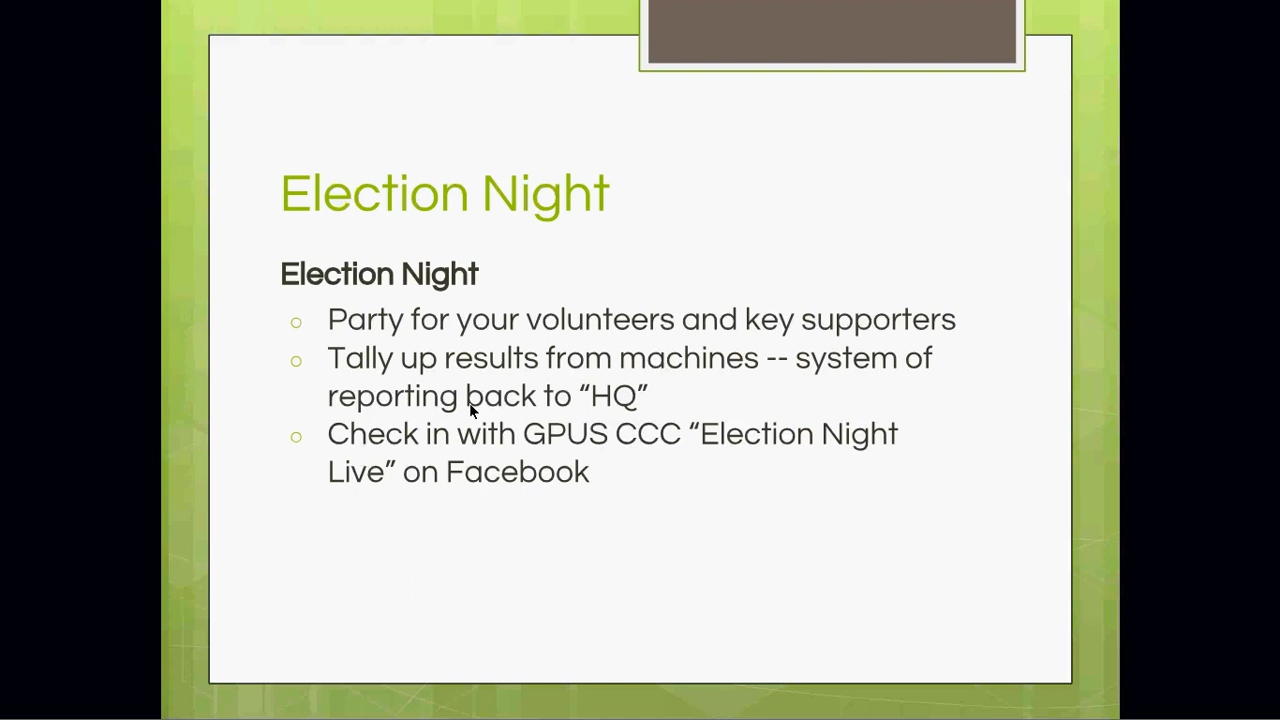 Election Night
Election Night
Party for your volunteers and key supporters
Tally up results from machines -- system of
reporting back to “HQ”
Check in with GPUS CCC “Election Night
Live” on Facebook